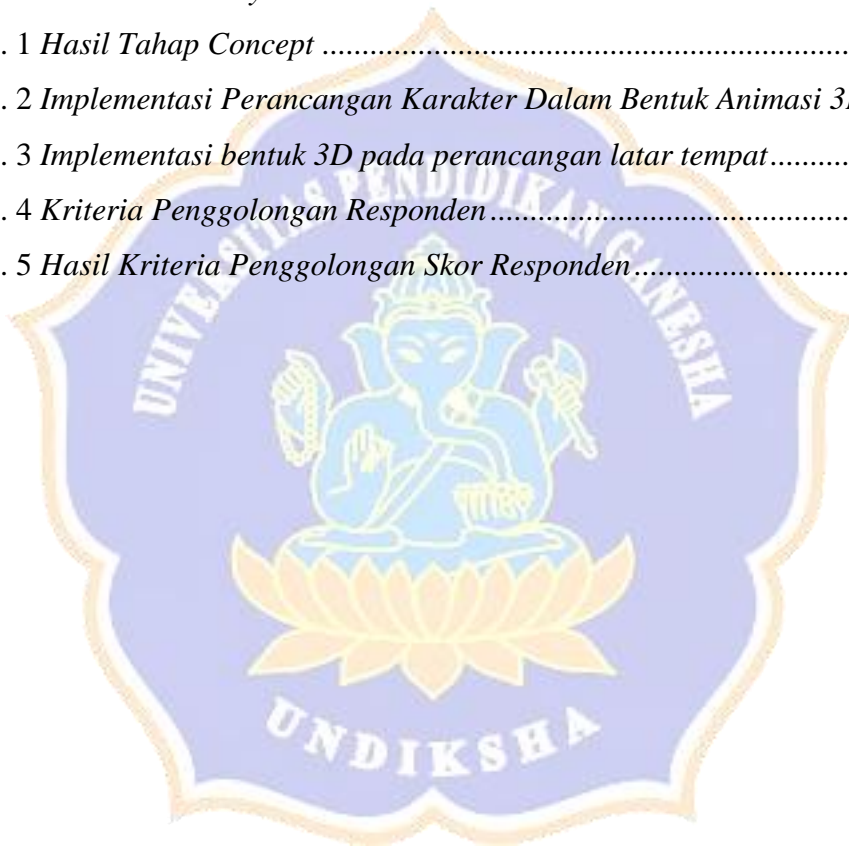 . 1 Hasil Tahap Concept ........................................................................
. 2 Implementasi Perancangan Karakter Dalam Bentuk Animasi
. 3 Implementasi bentuk 3D pada perancangan latar tempat ..........
. 4 Kriteria Penggolongan Responden ..............................................
. 5 Hasil Kriteria Penggolongan Skor Responden ...........................
UNIVERSITAS PENDIDIKAN GANESHA
UNDIKSHA